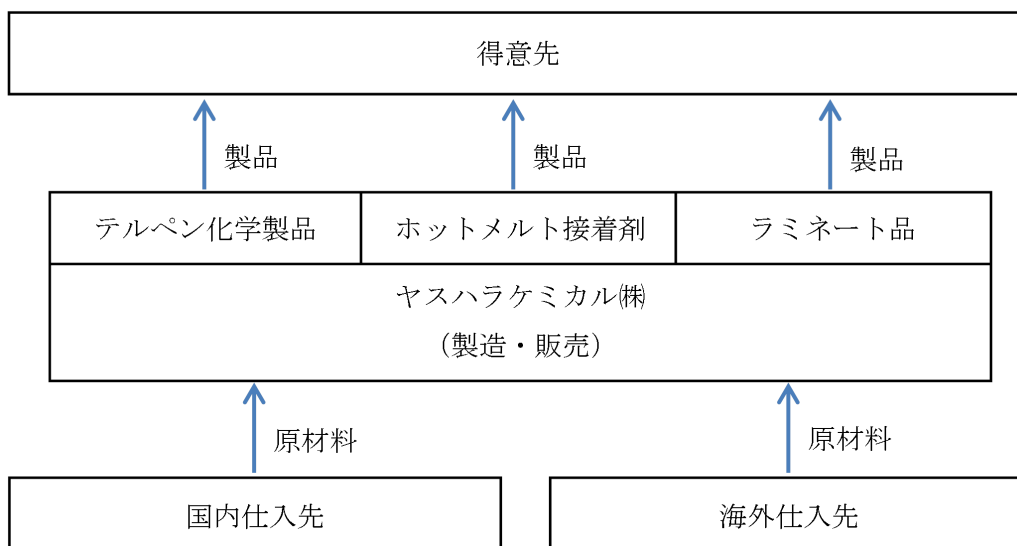 得意先
製品
製品
製品
テルペン化学製品
ホットメルト接着剤
ラミネート品
ヤスハラケミカル㈱
（製造・販売）
原材料
原材料
国内仕入先
海外仕入先